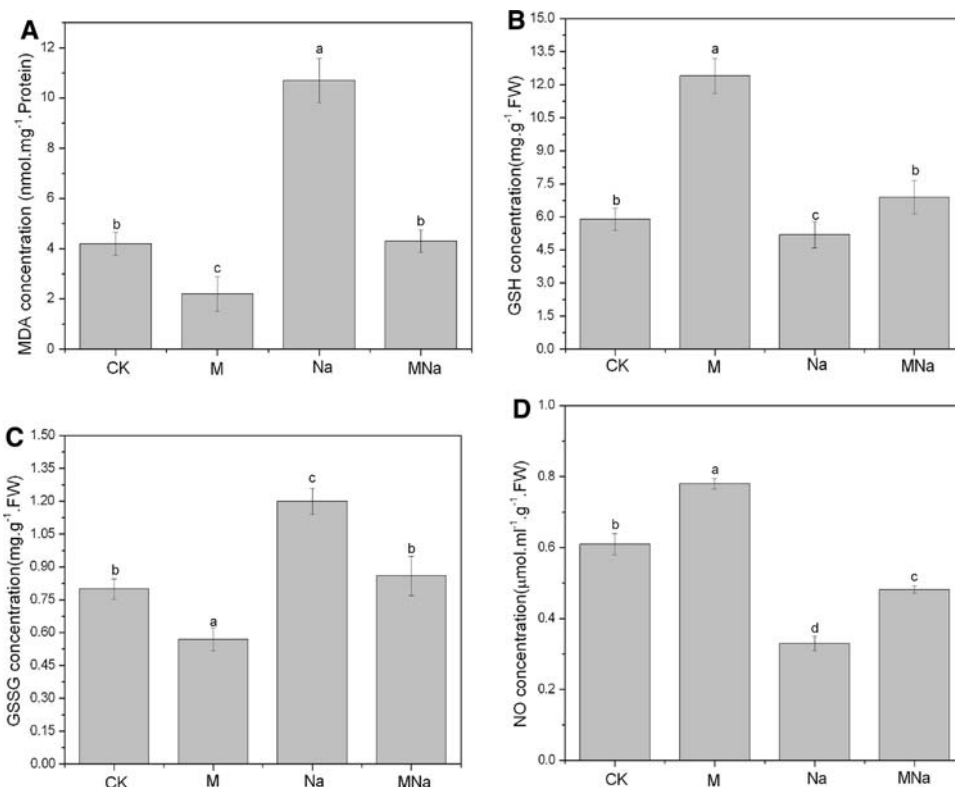 A
MDA concentration (nmol.mg⁻¹.Protein)
12
10
8
6
4
2
0
b
c
a
b
CK M Na MNa
B
GSH concentration(mg.g⁻¹.FW)
15.0
13.5
12.0
10.5
9.0
7.5
6.0
4.5
3.0
1.5
0.0
b
a
c
b
CK M Na MNa
C
GSSG concentration(mg.g⁻¹.FW)
1.50
1.35
1.20
1.05
0.90
0.75
0.60
0.45
0.30
0.15
0.00
b
a
c
b
CK M Na MNa
D
NO concentration(μmol.ml⁻¹.g⁻¹.FW)
1.0
0.8
0.6
0.4
0.2
0.0
b
a
d
c
CK M Na MNa